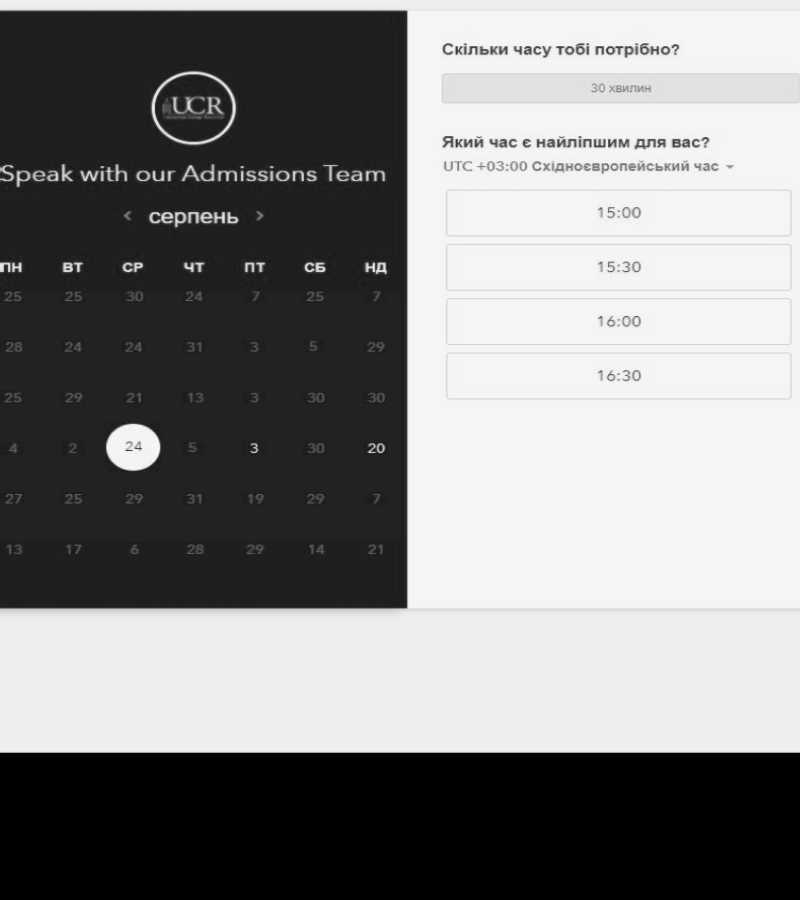 UCR
Speak with our Admissions Team
< серпень >
ПН ВТ СР ЧТ ПТ СБ НД
25 25 30 24 7 25 7
28 24 24 31 3 5 29
25 29 21 13 3 30 30
4 2 24 5 3 30 20
27 25 29 31 19 29 7
13 17 6 28 29 14 21
Скільки часу тобі потрібно?
30 хвилин
Який час є найліпшим для вас?
UTC +03:00 Східноєвропейський час
15:00
15:30
16:00
16:30